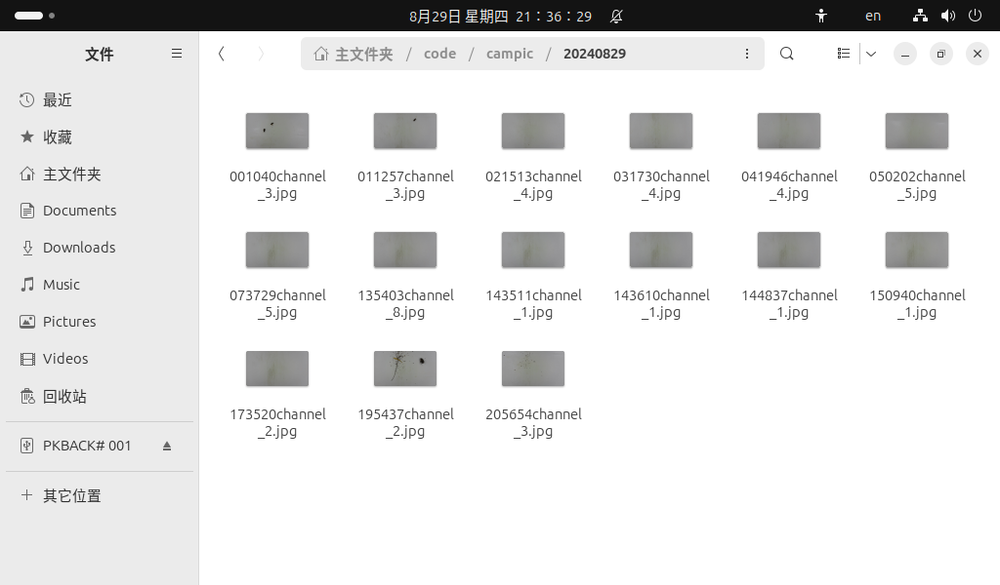 8月29日 星期四 21：36：29
en
文件
主文件夹 / code / campic / 20240829
最近
收藏
主文件夹
Documents
Downloads
Music
Pictures
Videos
回收站
PKBACK# 001
其它位置
001040channel
_3.jpg
011257channel
_3.jpg
021513channel
_4.jpg
031730channel
_4.jpg
041946channel
_4.jpg
050202channel
_5.jpg
073729channel
_5.jpg
135403channel
_8.jpg
143511channel
_1.jpg
143610channel
_1.jpg
144837channel
_1.jpg
150940channel
_1.jpg
173520channel
_2.jpg
195437channel
_2.jpg
205654channel
_3.jpg